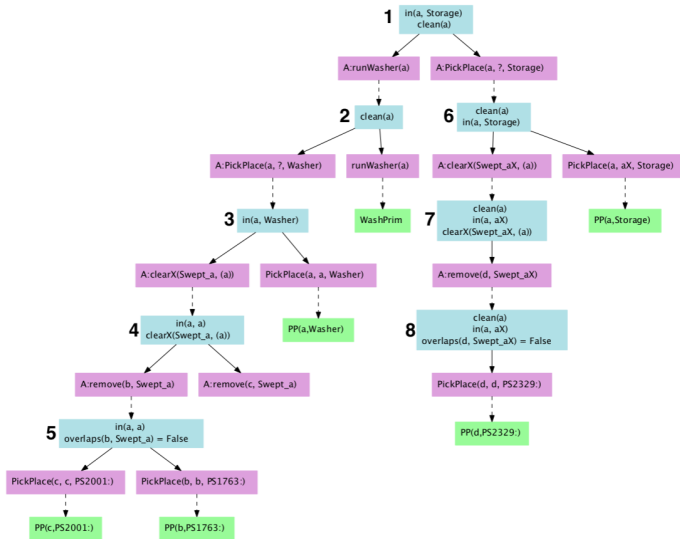 1
in(a, Storage)
clean(a)
A:runWasher(a)
A:PickPlace(a, ?, Storage)
2
clean(a)
6
clean(a)
in(a, Storage)
A:PickPlace(a, ?, Washer)
runWasher(a)
A:clearX(Swept_aX, (a))
PickPlace(a, aX, Storage)
3
in(a, Washer)
WashPrim
7
clean(a)
in(a, aX)
clearX(Swept_aX, (a))
PP(a,Storage)
A:clearX(Swept_a, (a))
PickPlace(a, a, Washer)
A:remove(d, Swept_aX)
4
in(a, a)
clearX(Swept_a, (a))
PP(a,Washer)
8
clean(a)
in(a, aX)
overlaps(d, Swept_aX) = False
A:remove(b, Swept_a)
A:remove(c, Swept_a)
PickPlace(d, d, PS2329:)
5
in(a, a)
overlaps(b, Swept_a) = False
PP(d,PS2329:)
PickPlace(c, c, PS2001:)
PickPlace(b, b, PS1763:)
PP(c,PS2001:)
PP(b,PS1763:)